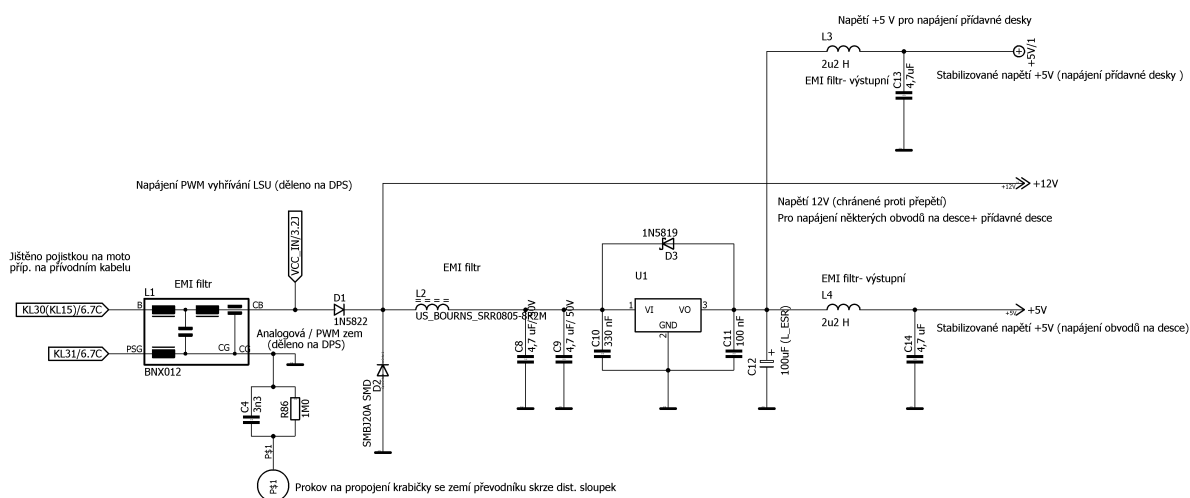 Napětí +5 V pro napájení přídavné desky
L3
2u2 H
EMI filtr- výstupní
C13
4,7uF
+5V/1
Stabilizované napětí +5V (napájení přídavné desky )
Napájení PWM vyhřívání LSU (děleno na DPS)
+12V
+12V
Napětí 12V (chránené proti přepětí)
Pro napájení některých obvodů na desce+ přídavné desce
VCC_IN/3.2J
Jištěno pojistkou na moto
příp. na přívodním kabelu
EMI filtr
L1
KL30(KL15)/6.7C
B
CB
KL31/6.7C
PSG
CG
CG
BNX012
Analogová / PWM zem
(děleno na DPS)
D1
1N5822
EMI filtr
L2
US_BOURNS_SRR0805-8R2M
D2
SMBJ20A SMD
C8
4,7 uF/ 50V
C9
4,7 uF/ 50V
C10
330 nF
1N5819
D3
U1
1
VI
VO
3
GND
2
C11
100 nF
C12
100uF (L_ESR)
+
EMI filtr- výstupní
L4
2u2 H
C14
4,7 uF
+5V
+5V
Stabilizované napětí +5V (napájení obvodů na desce)
C4
3n3
R86
1M0
P$1
P$1
Prokov na propojení krabičky se zemí převodníku skrze dist. sloupek